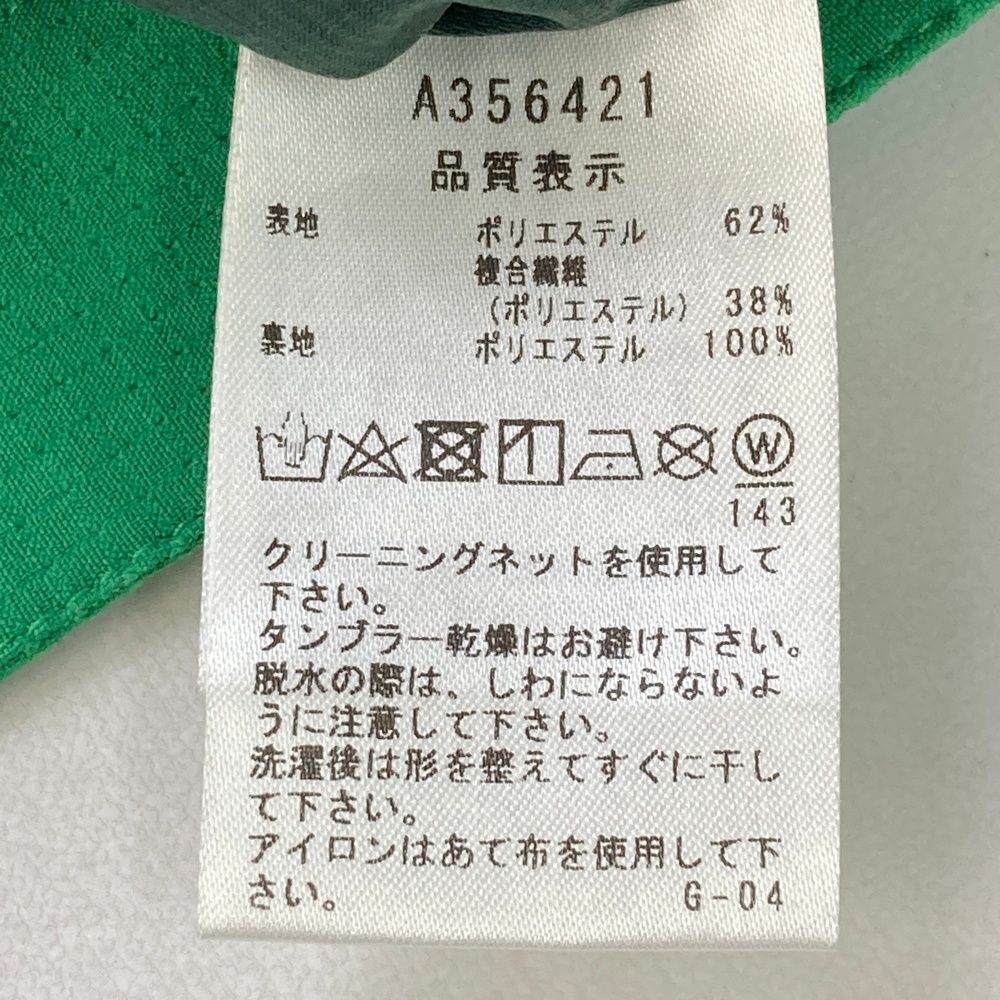 A356421
品質表示
表地 ポリエステル 62%
複合繊維
(ポリエステル) 38%
裏地 ポリエステル 100%
W
143
クリーニングネットを使用して
下さい。
タンブラー乾燥はお避け下さい。
脱水の際は、しわにならないよ
うに注意して下さい。
洗濯後は形を整えてすぐに干し
て下さい。
アイロンはあて布を使用して下
さい。 G-04